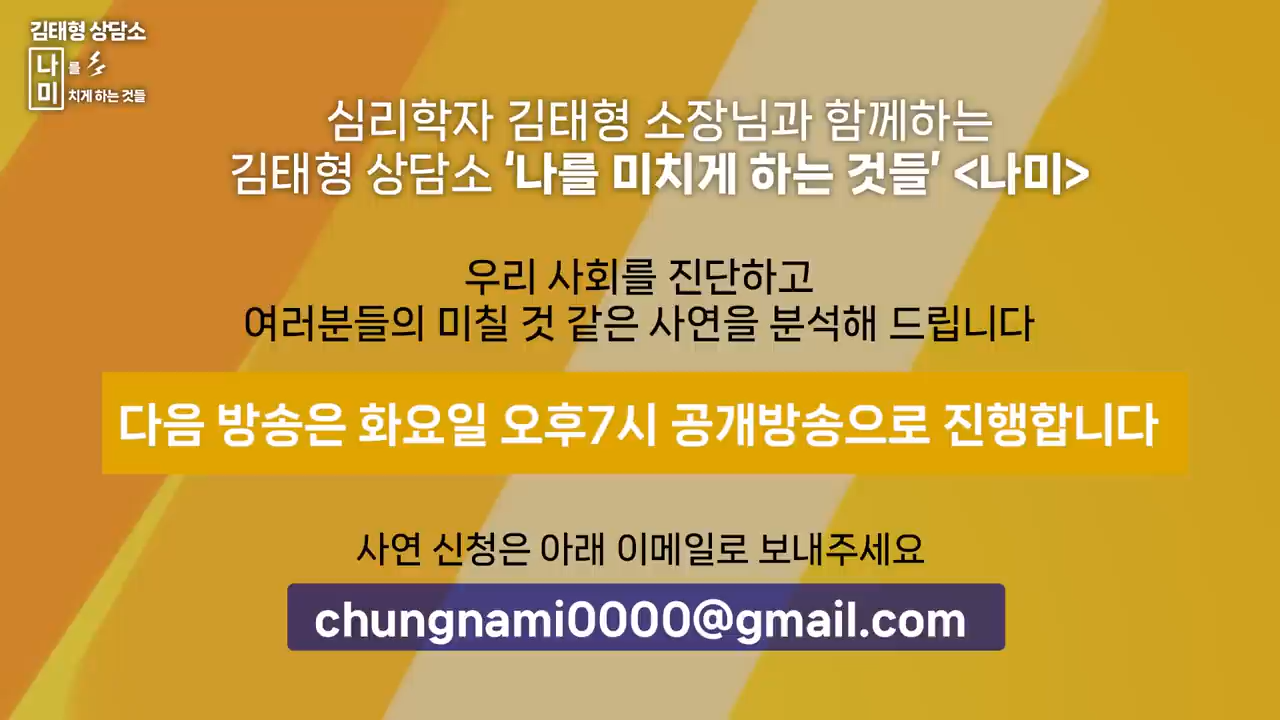 김태형 상담소
나를
미치게 하는 것들
심리학자 김태형 소장님과 함께하는
김태형 상담소 ‘나를 미치게 하는 것들’ <나미>
우리 사회를 진단하고
여러분들의 미칠 것 같은 사연을 분석해 드립니다
다음 방송은 화요일 오후7시 공개방송으로 진행합니다
사연 신청은 아래 이메일로 보내주세요
chungnami0000@gmail.com